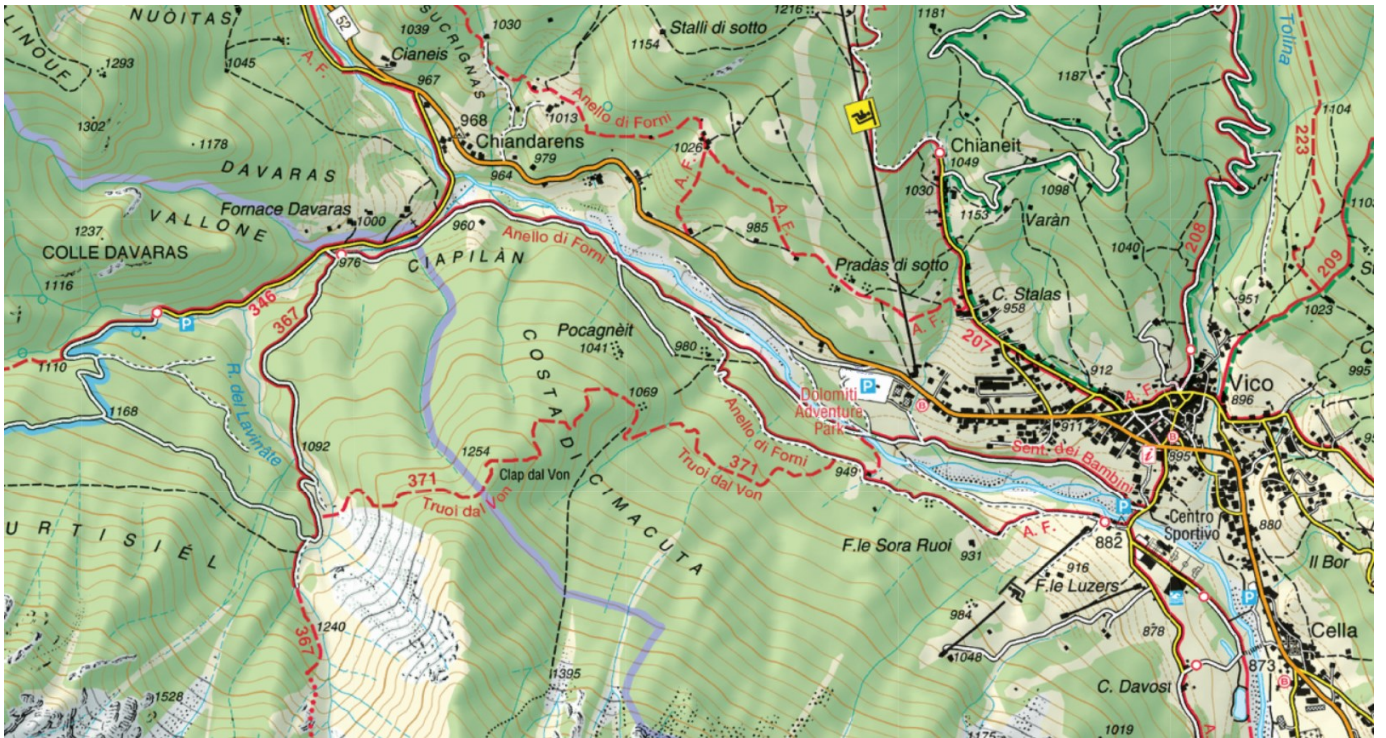 NUÒITAS
LINOUF
1293
1045
1302
1178
52
1039
Cianeis
967
A. F.
SUCRIGNAS
1030
1154
Stalli di sotto
1216
1181
Tolina
1187
1104
223
Anello di Forni
1013
968
Chiandarens
979
964
1026
A. F.
Chianeit
1049
1030
1098
1153
Varàn
1040
208
1103
DAVARAS
VALLONE
Fornace Davaras
1000
960
976
CIAPILÀN
Anello di Forni
985
A. F.
Pradas di sotto
C. Stalas
958
951
209
1023
1237
COLLE DAVARAS
1116
346
367
P
1110
1168
R. del Lavinâte
COSTA DI CIMACUTA
Pocagnèit
1041
980
A. F.
207
912
A. F.
Vico
896
995
P
Dolomiti
Adventure
Park
B
911
1069
Anello di Forni
1092
1254
Clap dal Von
371
Truoi dal Von
371
Truoi dal Von
949
Sent. dei Bambini
B
895
i
P
Centro
Sportivo
880
URTISIÉL
F.le Sora Ruoi
931
A. F.
882
916
F.le Luzers
Il Bor
984
1048
878
P
Cella
873
B
1240
367
1528
1395
C. Davost
1019
1175
A.